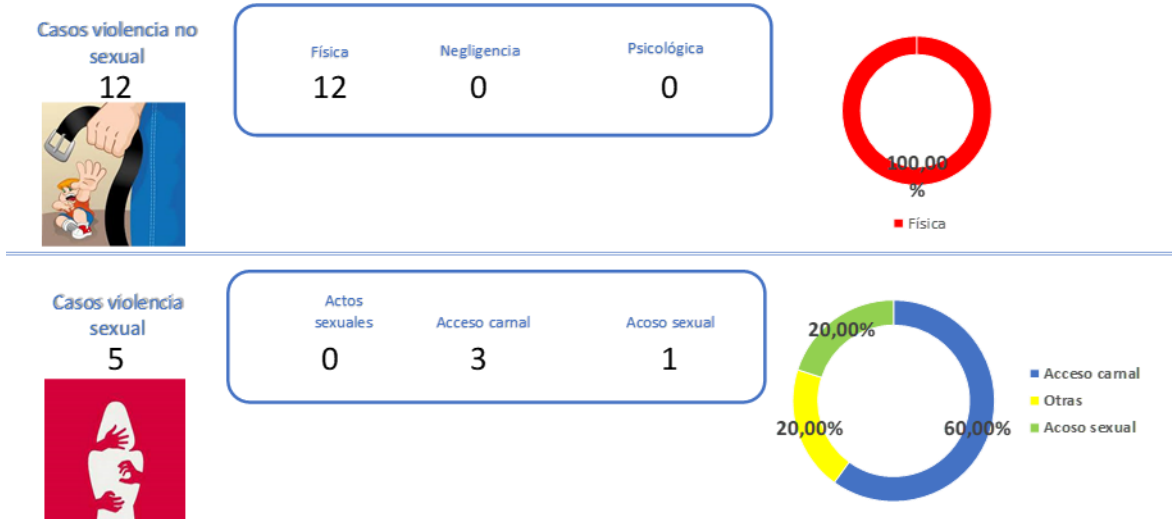 Casos violencia no
sexual
12
Física
Negligencia
Psicológica
12
0
0
100,00
%
Física
Casos violencia
sexual
5
Actos
sexuales
Acceso carnal
Acoso sexual
0
3
1
20,00%
20,00%
60,00%
Acceso carnal
Otras
Acoso sexual